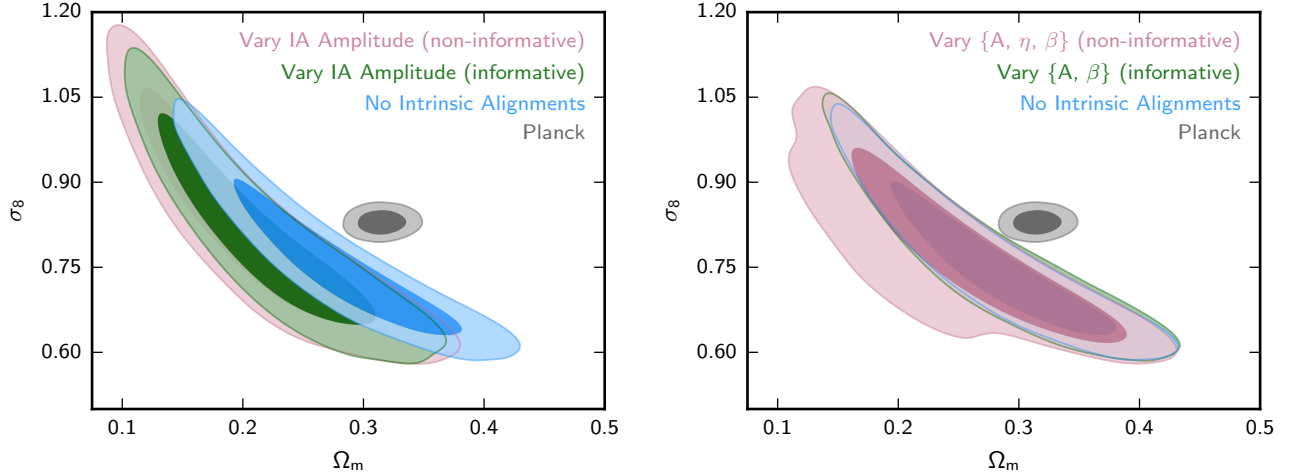 1.20
1.05
0.90
0.75
0.60
σ8
0.1
0.2
0.3
0.4
0.5
Ωm
Vary IA Amplitude (non-informative)
Vary IA Amplitude (informative)
No Intrinsic Alignments
Planck
1.20
1.05
0.90
0.75
0.60
σ8
0.1
0.2
0.3
0.4
0.5
Ωm
Vary {A, η, β} (non-informative)
Vary {A, β} (informative)
No Intrinsic Alignments
Planck